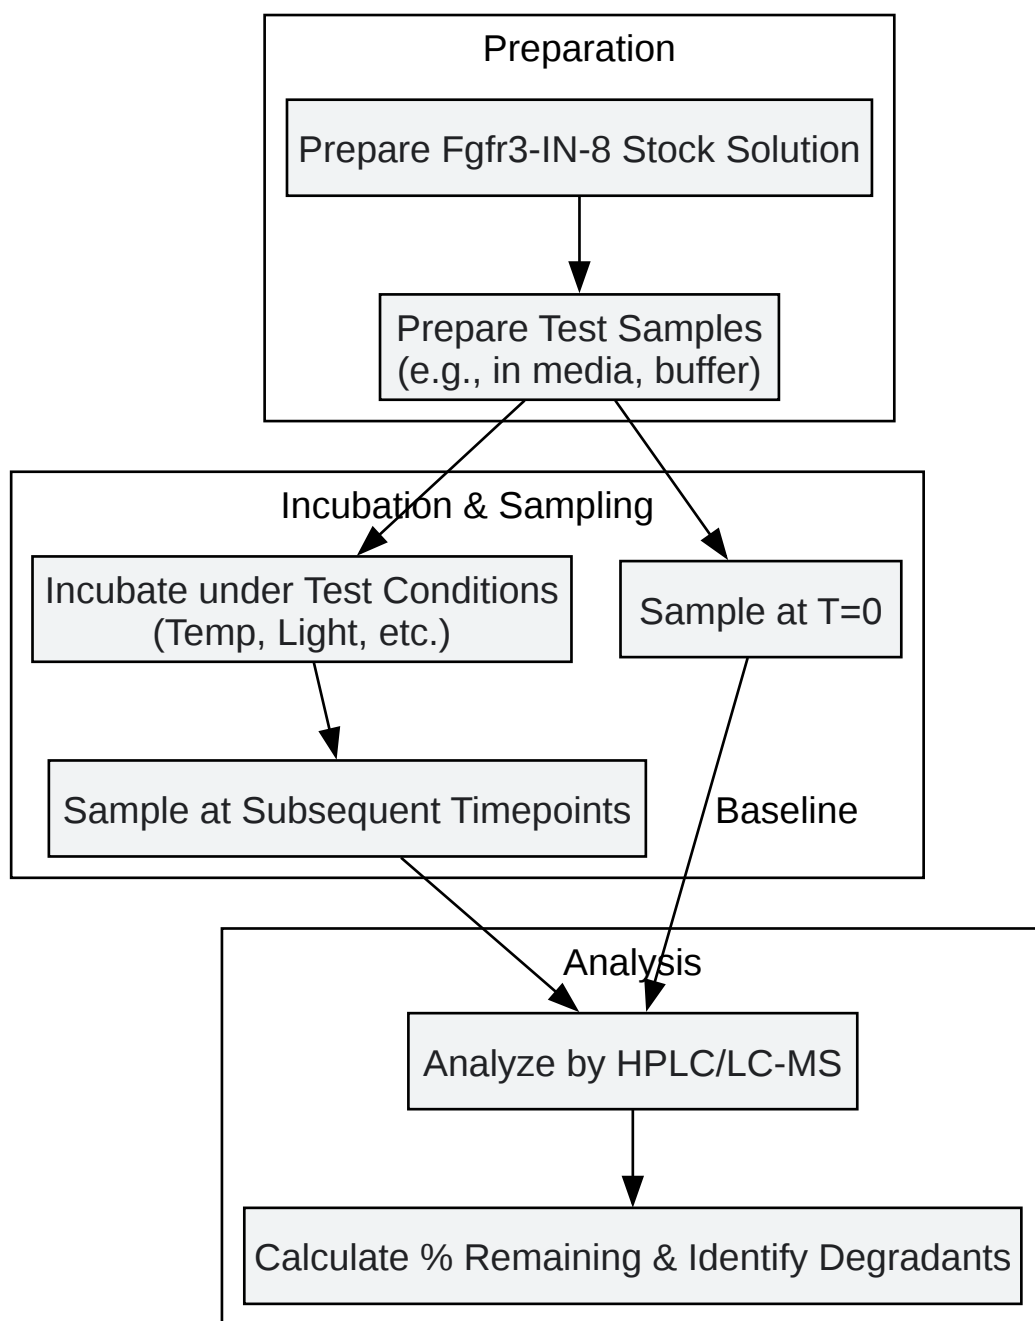 Preparation
Prepare Fgfr3-IN-8 Stock Solution
Prepare Test Samples
(e.g., in media, buffer)
Incubation & Sampling
Incubate under Test Conditions
(Temp, Light, etc.)
Sample at T=0
Sample at Subsequent Timepoints
Baseline
Analysis
Analyze by HPLC/LC-MS
Calculate % Remaining & Identify Degradants